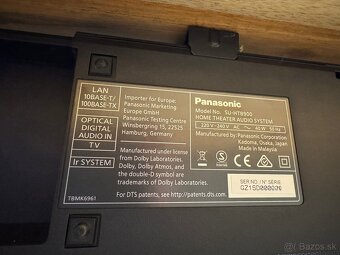 LAN
10BASE-T/
100BASE-TX
OPTICAL
DIGITAL
AUDIO IN
TV
Ir SYSTEM
TBMK6961
Importer for Europe:
Panasonic Marketing
Europe GmbH
Panasonic Testing Centre
Winsbergring 15, 22525
Hamburg, Germany
Manufactured under license
from Dolby Laboratories.
Dolby, Dolby Atmos, and
the double-D symbol are
trademarks of Dolby Laboratories.
For DTS patents, see http://patents.dts.com.
Panasonic
Model No. SU-HTB900
HOME THEATER AUDIO SYSTEM
220 V - 240 V AC 50 Hz
Panasonic Corporation
Kadoma, Osaka, Japan
Made in Malaysia
SER NO / N° SERIE
bazos.sk